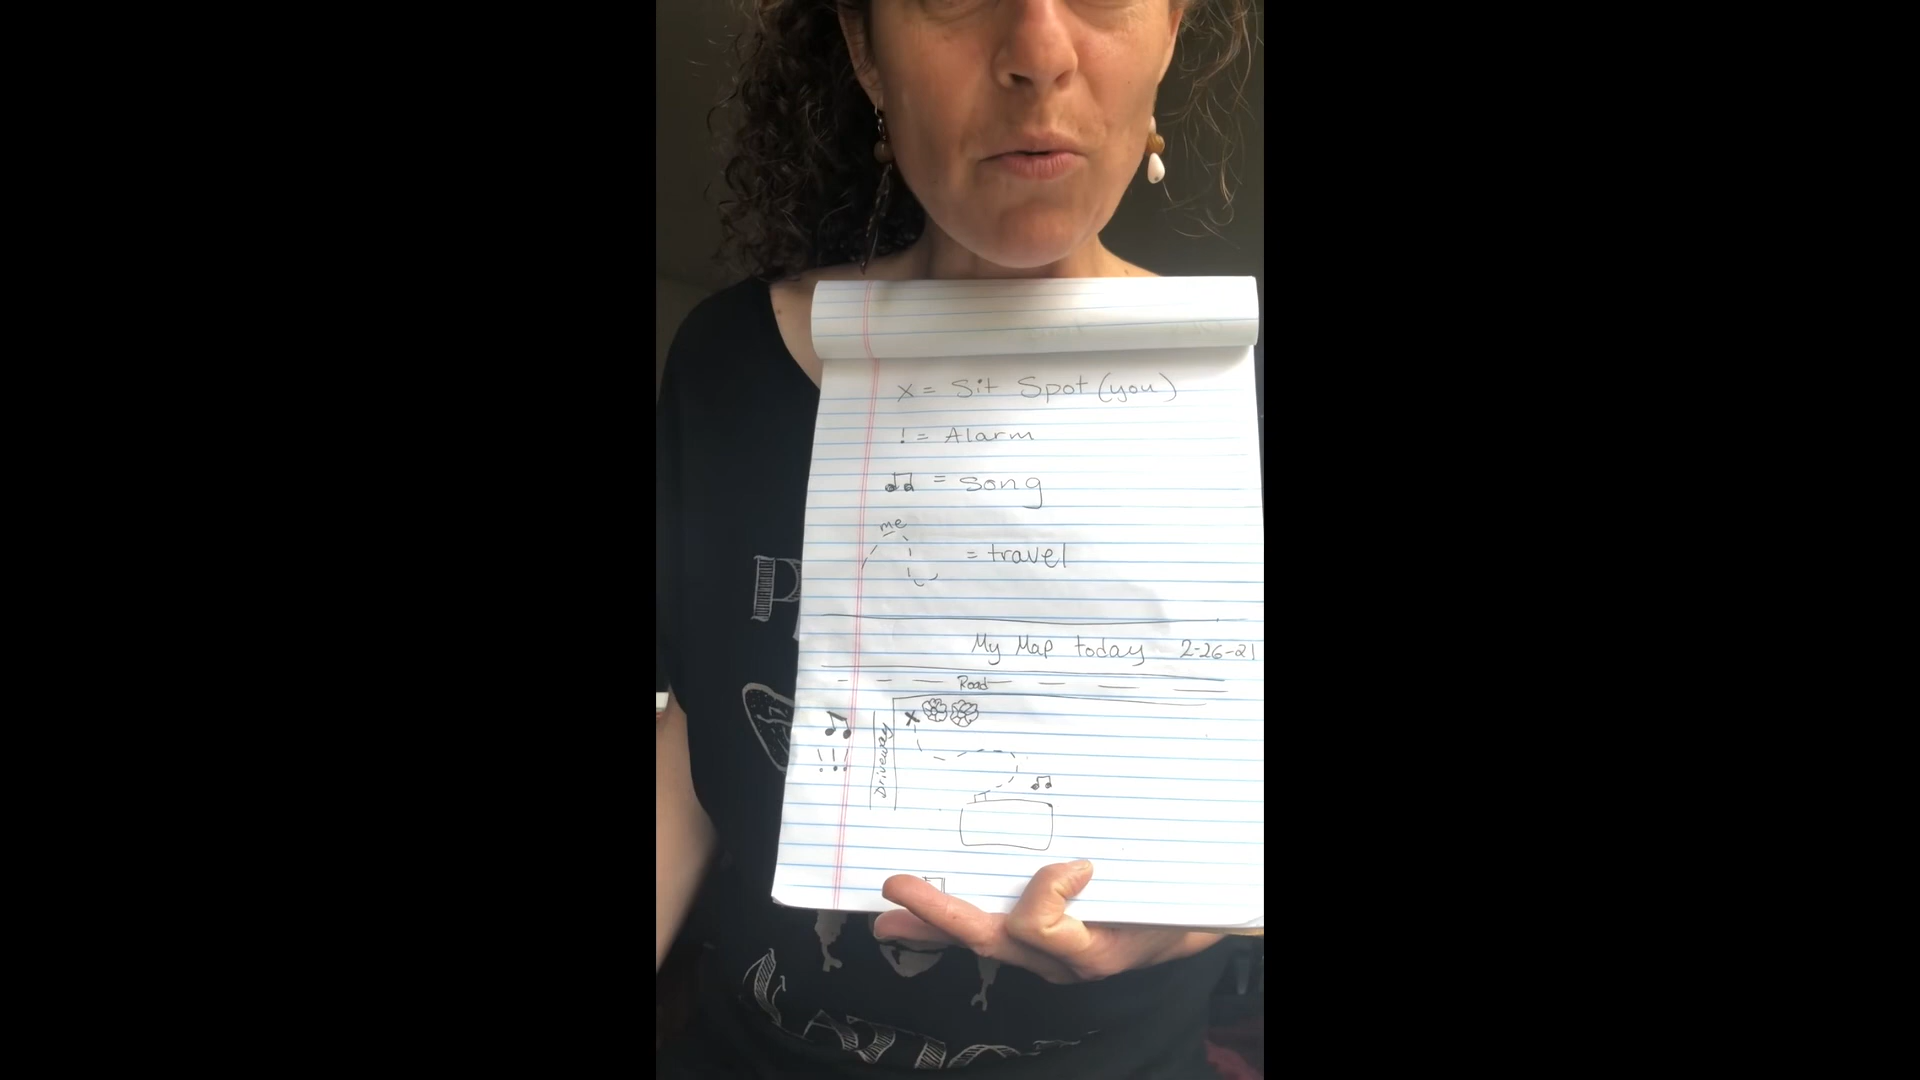 x = Sit Spot (you)
! = Alarm
♫ = song
me
= travel
My Map today 2-26-21
Road
x
Driveway
! ! !